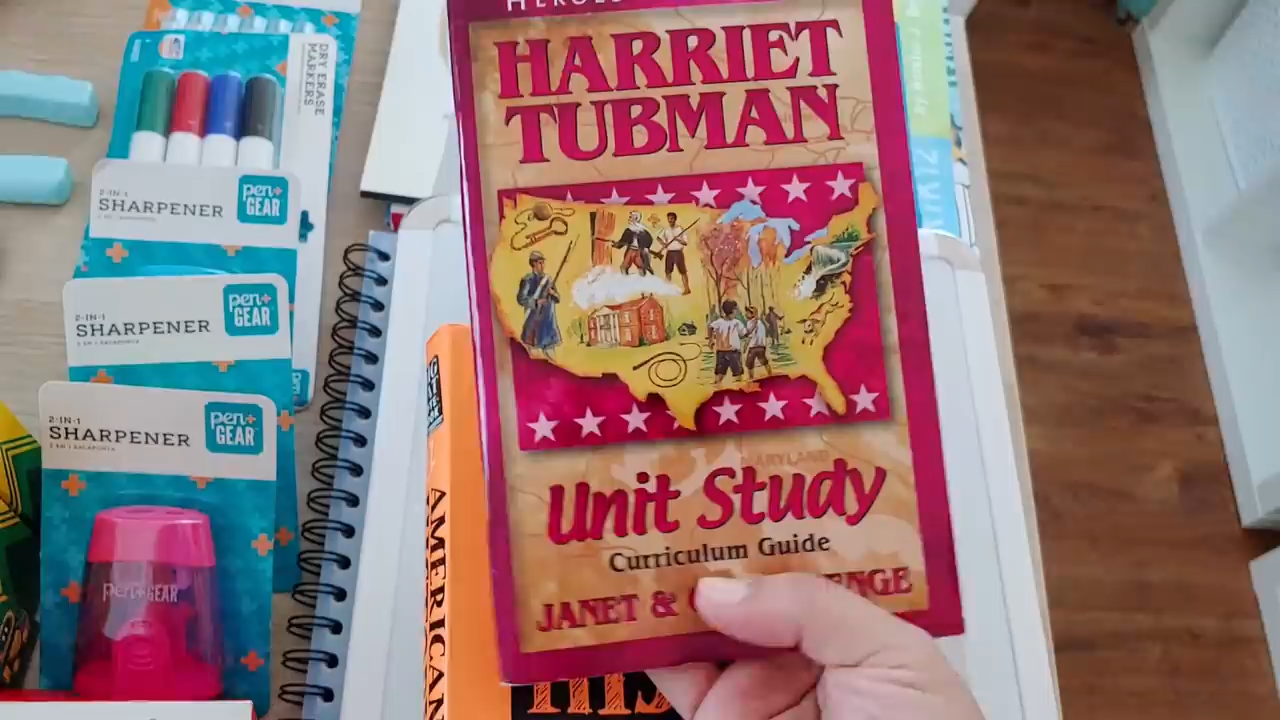 DRY ERASE
MARKERS
2-IN-1
SHARPENER
pen+
GEAR
2-IN-1
SHARPENER
pen+
GEAR
2-IN-1
SHARPENER
pen+
GEAR
pen+GEAR
AMERICAN
HARRIET
TUBMAN
MARYLAND
Unit Study
Curriculum Guide
JANET &